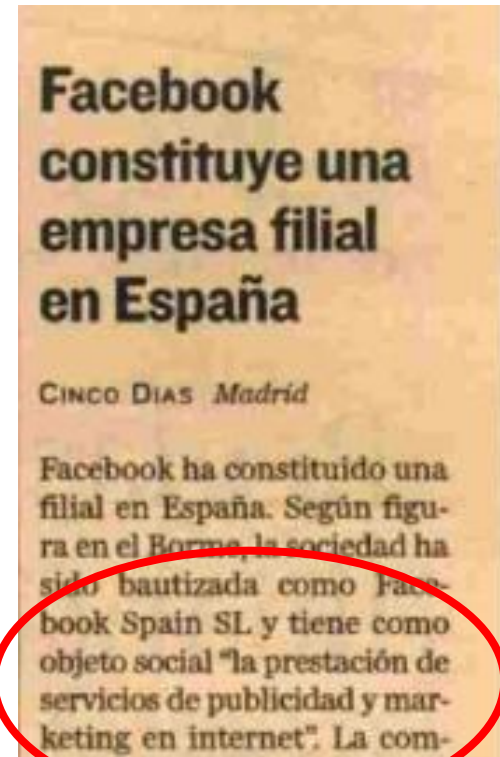 Facebook
constituye una
empresa filial
en España
CINCO DIAS Madrid
Facebook ha constituido una
filial en España. Según figu-
ra en el Borme, la sociedad ha
sido bautizada como Face-
book Spain SL y tiene como
objeto social "la prestación de
servicios de publicidad y mar-
keting en internet". La com-